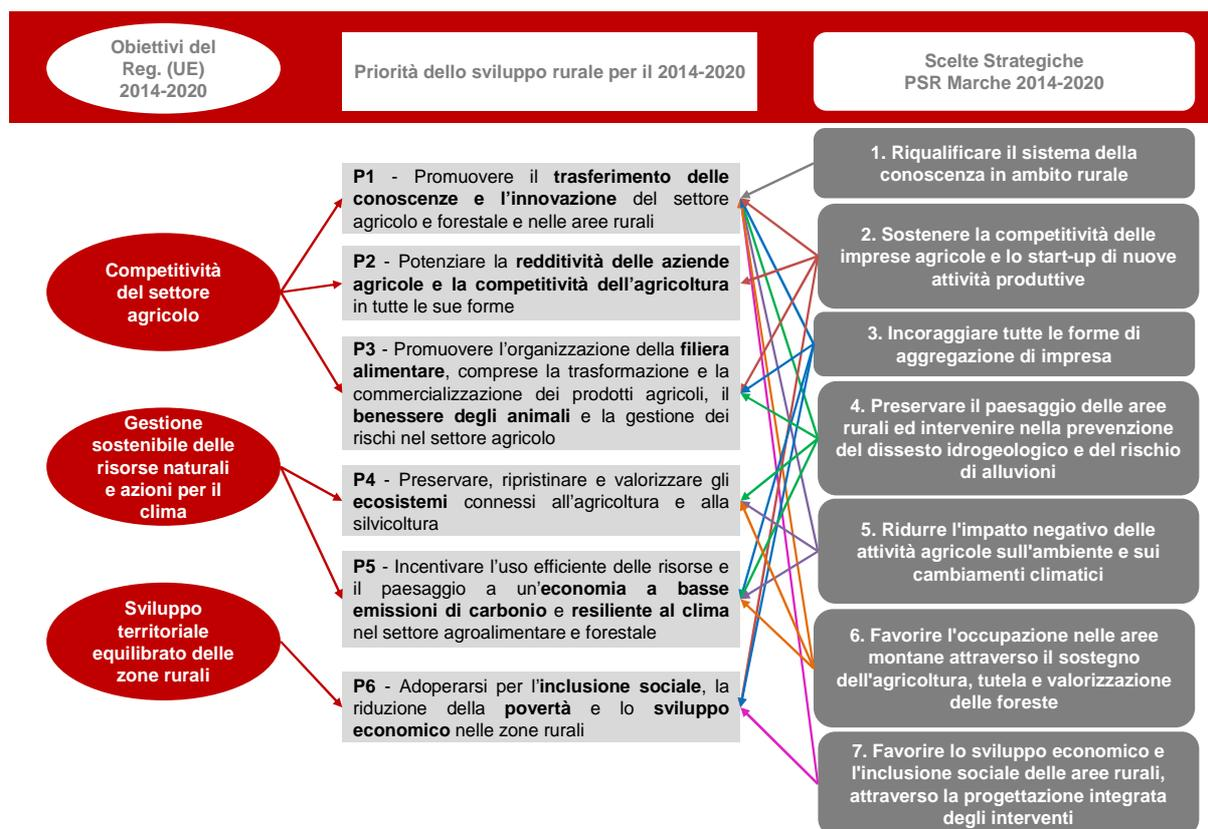 Obiettivi del
Reg. (UE)
2014-2020
Priorità dello sviluppo rurale per il 2014-2020
Scelte Strategiche
PSR Marche 2014-2020
Competitività
del settore
agricolo
Gestione
sostenibile delle
risorse naturali
e azioni per il
clima
Sviluppo
territoriale
equilibrato delle
zone rurali
P1 - Promuovere il trasferimento delle
conoscenze e l’innovazione del settore
agricolo e forestale e nelle aree rurali
P2 - Potenziare la redditività delle aziende
agricole e la competitività dell’agricoltura
in tutte le sue forme
P3 - Promuovere l’organizzazione della filiera
alimentare, comprese la trasformazione e la
commercializzazione dei prodotti agricoli, il
benessere degli animali e la gestione dei
rischi nel settore agricolo
P4 - Preservare, ripristinare e valorizzare gli
ecosistemi connessi all’agricoltura e alla
silvicoltura
P5 - Incentivare l’uso efficiente delle risorse e
il paesaggio a un’economia a basse
emissioni di carbonio e resiliente al clima
nel settore agroalimentare e forestale
P6 - Adoperarsi per l’inclusione sociale, la
riduzione della povertà e lo sviluppo
economico nelle zone rurali
1. Riqualificare il sistema della
conoscenza in ambito rurale
2. Sostenere la competitività delle
imprese agricole e lo start-up di nuove
attività produttive
3. Incoraggiare tutte le forme di
aggregazione di impresa
4. Preservare il paesaggio delle aree
rurali ed intervenire nella prevenzione
del dissesto idrogeologico e del rischio
di alluvioni
5. Ridurre l'impatto negativo delle
attività agricole sull'ambiente e sui
cambiamenti climatici
6. Favorire l'occupazione nelle aree
montane attraverso il sostegno
dell'agricoltura, tutela e valorizzazione
delle foreste
7. Favorire lo sviluppo economico e
l'inclusione sociale delle aree rurali,
attraverso la progettazione integrata
degli interventi